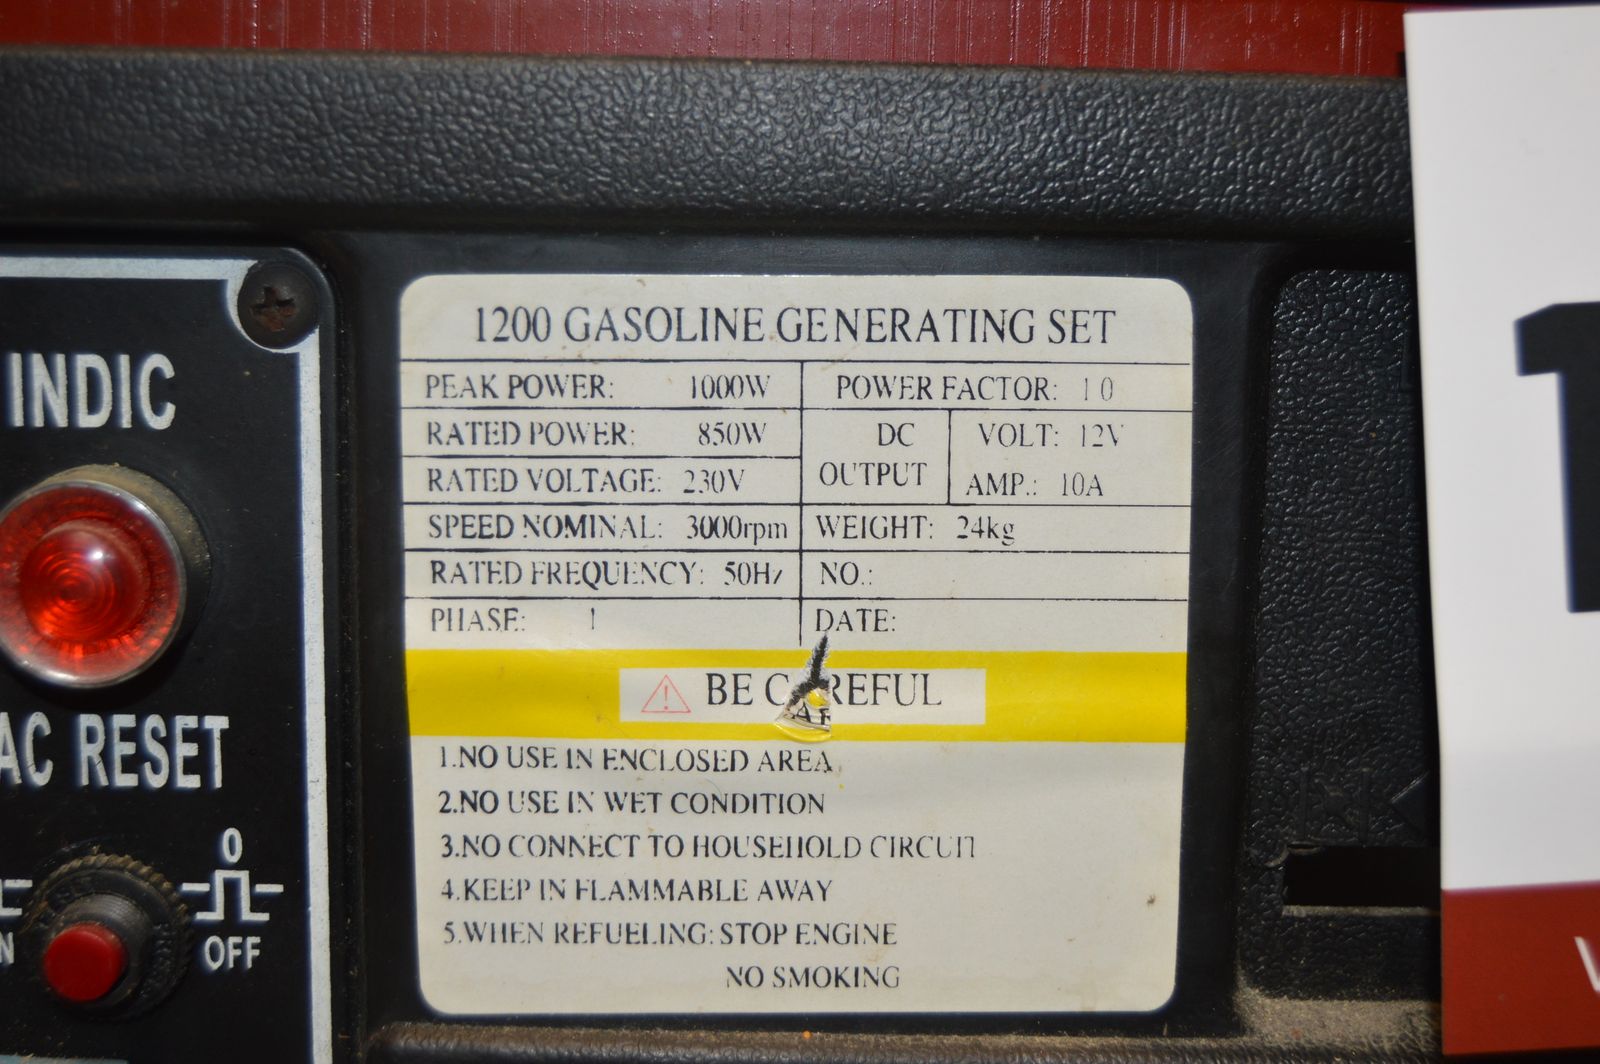 INDIC
AC RESET
0
OFF
1200 GASOLINE GENERATING SET
PEAK POWER: 1000W
POWER FACTOR: 1 0
RATED POWER: 850W
DC OUTPUT
VOLT: 12V
RATED VOLTAGE: 230V
AMP.: 10A
SPEED NOMINAL: 3000rpm
WEIGHT: 24kg
RATED FREQUENCY: 50Hz
NO.:
PHASE: 1
DATE:
BE CAREFUL
1.NO USE IN ENCLOSED AREA
2.NO USE IN WET CONDITION
3.NO CONNECT TO HOUSEHOLD CIRCUIT
4.KEEP IN FLAMMABLE AWAY
5.WHEN REFUELING: STOP ENGINE
NO SMOKING
1